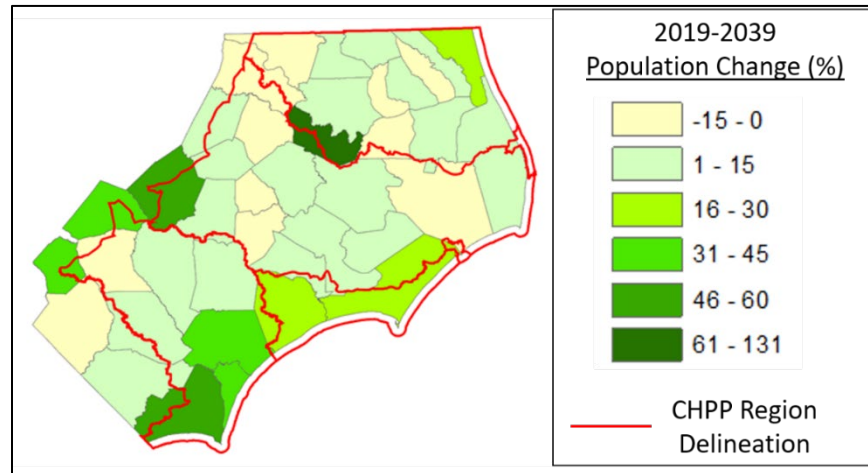 2019-2039
Population Change (%)
-15 - 0
1 - 15
16 - 30
31 - 45
46 - 60
61 - 131
CHPP Region
Delineation